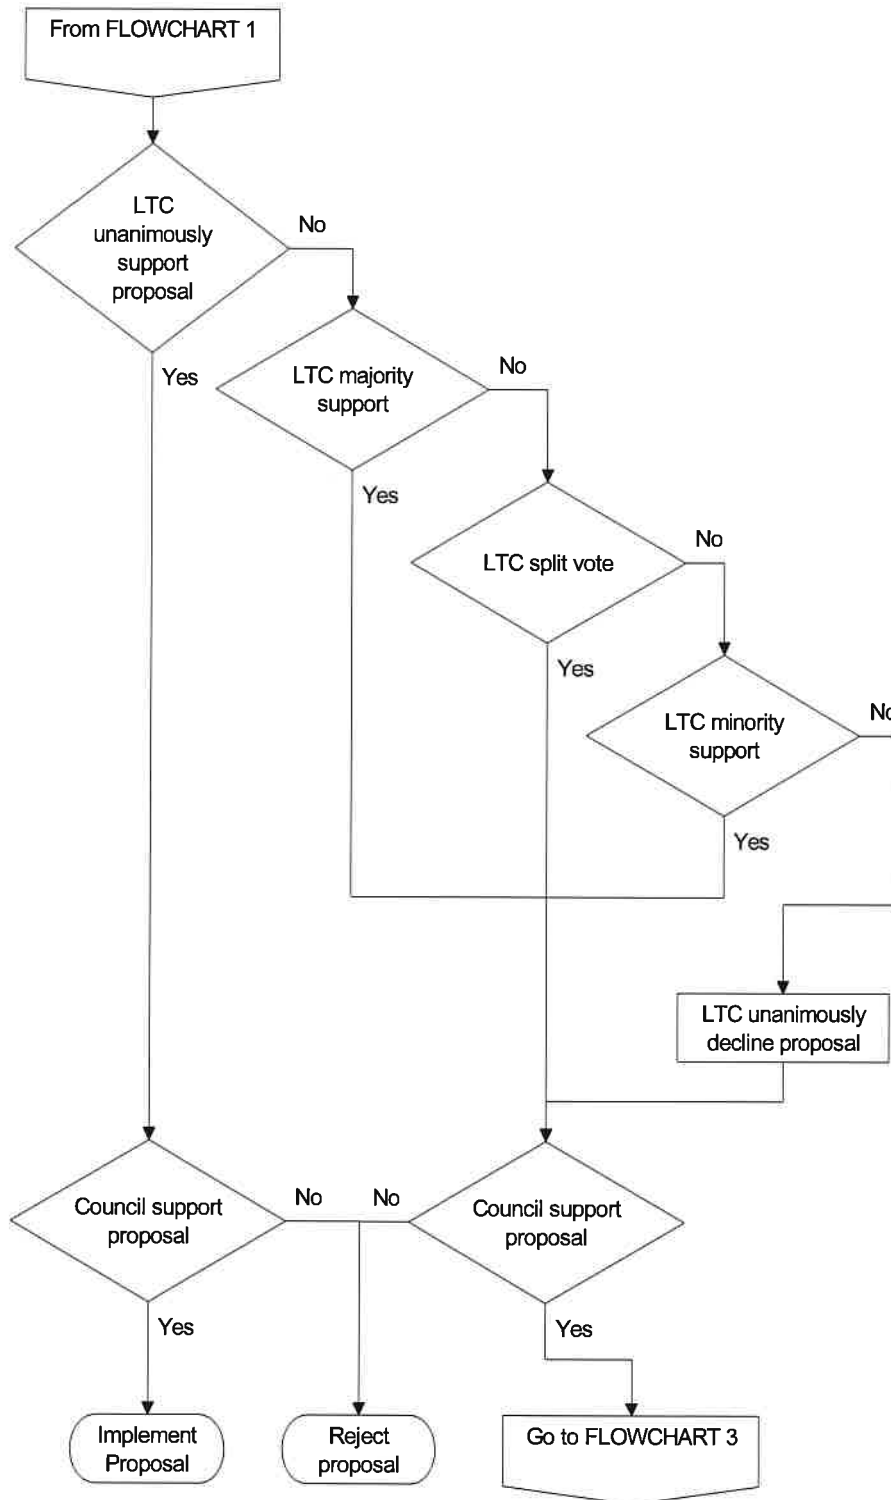 From FLOWCHART 1
LTC
unanimously
support
proposal
No
Yes
LTC majority
support
No
Yes
LTC split vote
No
Yes
LTC minority
support
No
Yes
LTC unanimously
decline proposal
Council support
proposal
No
No
Council support
proposal
Yes
Yes
Implement
Proposal
Reject
proposal
Go to FLOWCHART 3